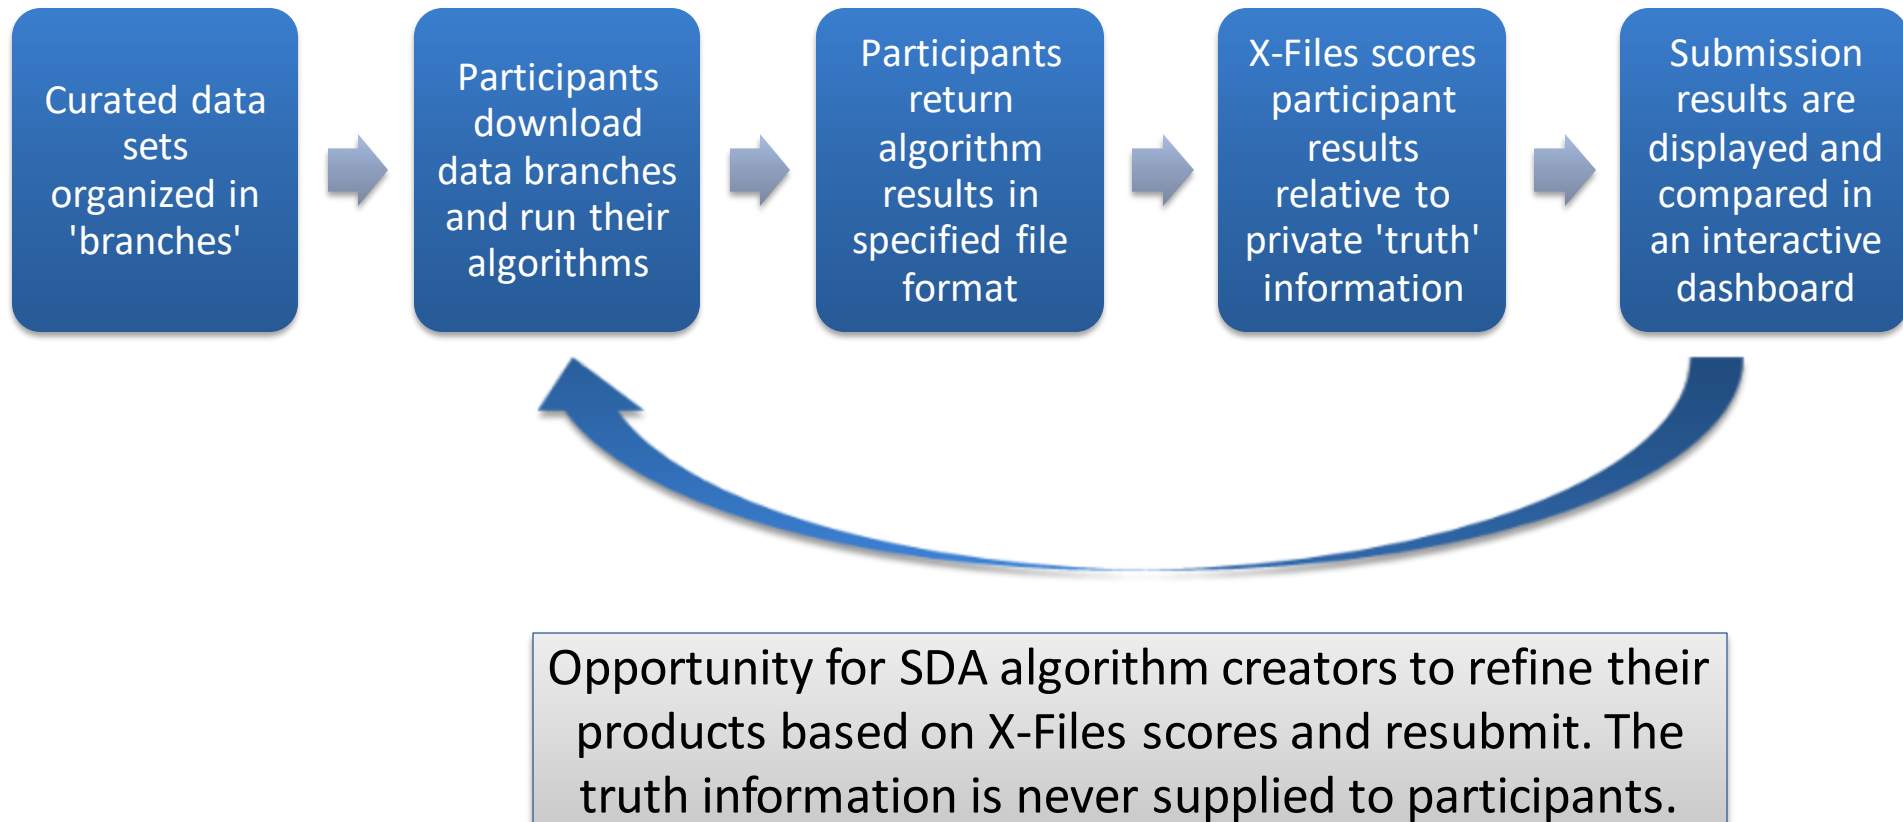 Curated data
sets
organized in
'branches'
Participants
download
data branches
and run their
algorithms
Participants
return
algorithm
results in
specified file
format
X-Files scores
participant
results
relative to
private 'truth'
information
Submission
results are
displayed and
compared in
an interactive
dashboard
Opportunity for SDA algorithm creators to refine their
products based on X-Files scores and resubmit. The
truth information is never supplied to participants.